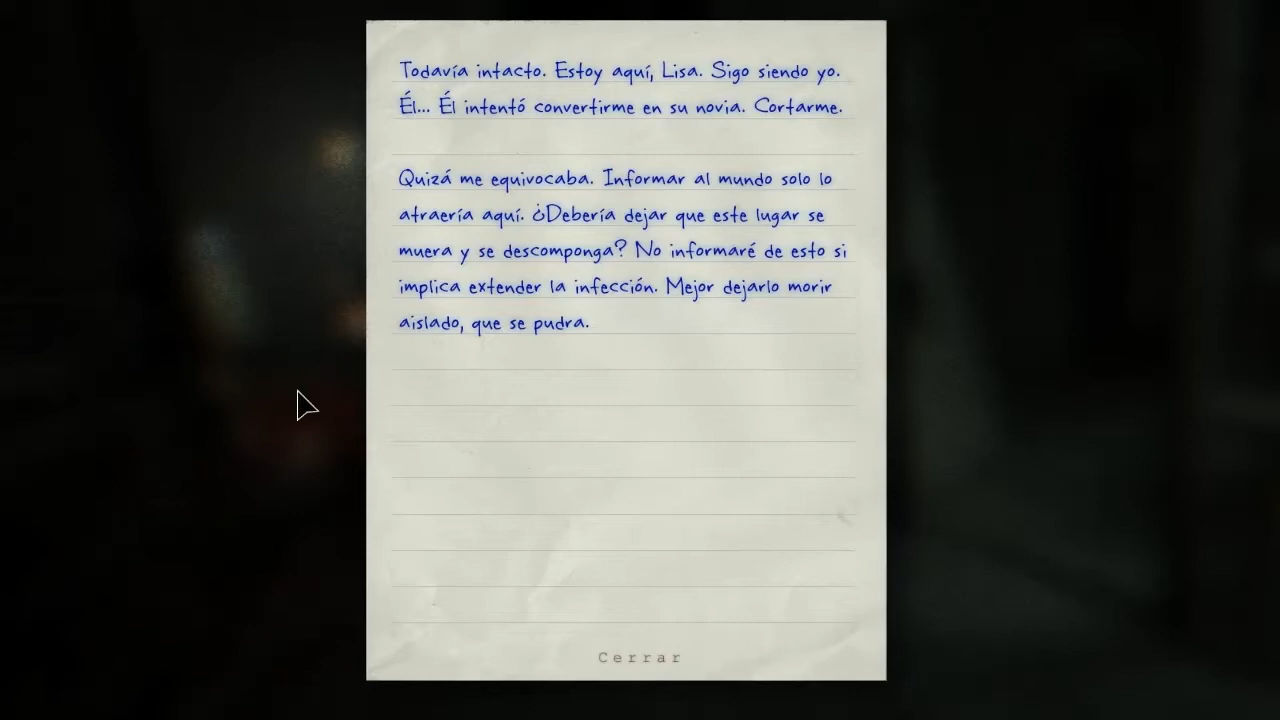 Todavía intacto. Estoy aquí, Lisa. Sigo siendo yo.
Él... Él intentó convertirme en su novia. Cortarme.
Quizá me equivocaba. Informar al mundo solo lo
atraería aquí. ¿Debería dejar que este lugar se
muera y se descomponga? No informaré de esto si
implica extender la infección. Mejor dejarlo morir
aislado, que se pudra.
Cerrar